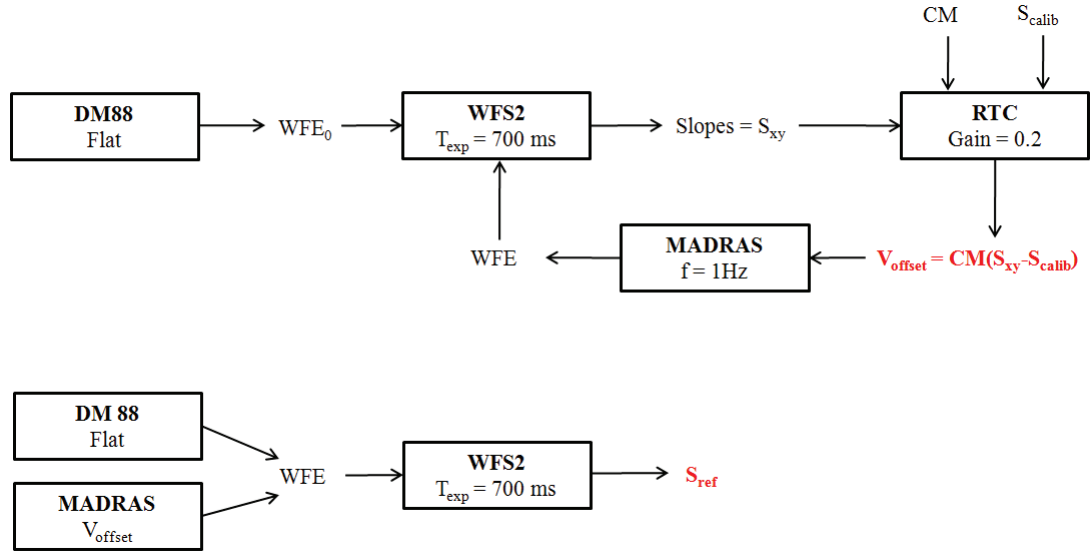 CM
S_calib
DM88
Flat
WFE_0
WFS2
T_exp = 700 ms
Slopes = S_xy
RTC
Gain = 0.2
WFE
MADRAS
f = 1Hz
V_offset = CM(S_xy-S_calib)
DM 88
Flat
WFE
WFS2
T_exp = 700 ms
S_ref
MADRAS
V_offset